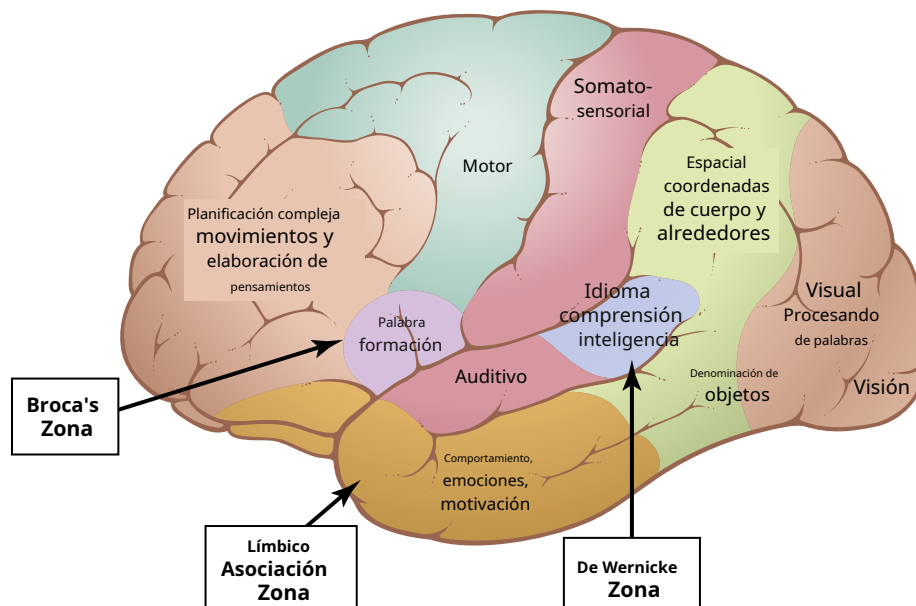 Somato-
sensorial
Motor
Espacial
coordenadas
de cuerpo y
alrededores
Planificación compleja
movimientos y
elaboración de
pensamientos
Palabra
formación
Idioma
comprensión
inteligencia
Visual
Procesando
de palabras
Auditivo
Denominación de
objetos
Visión
Broca's
Zona
Comportamiento,
emociones,
motivación
Límbico
Asociación
Zona
De Wernicke
Zona